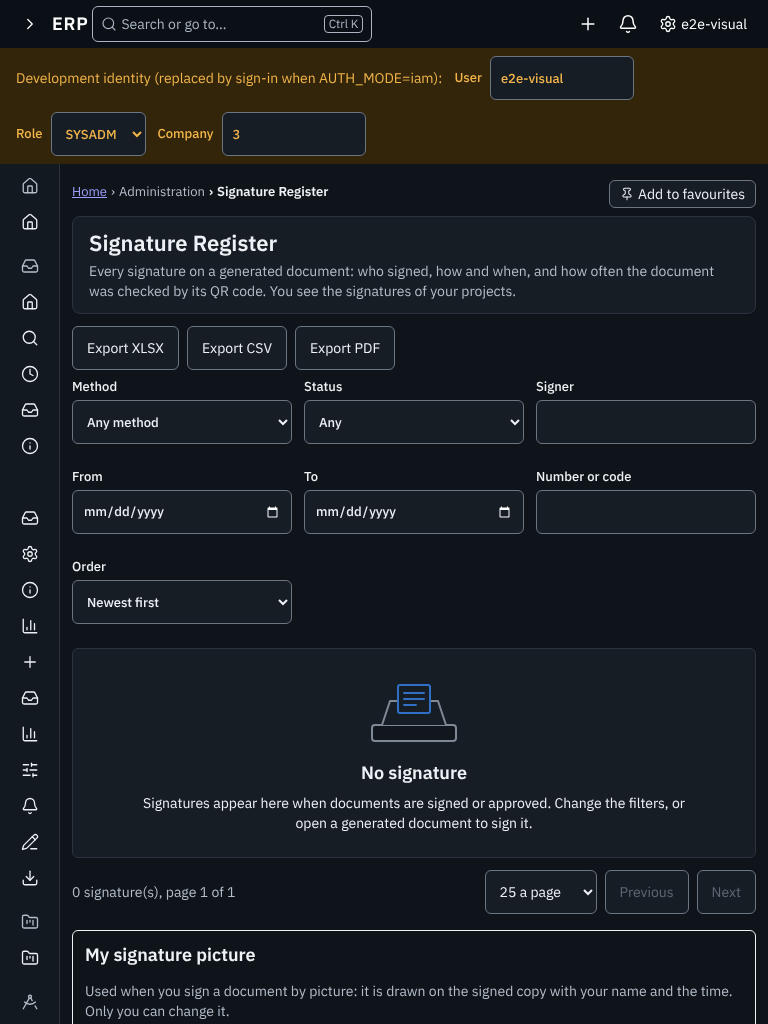 ERP
Search or go to...
Ctrl K
e2e-visual
Development identity (replaced by sign-in when AUTH_MODE=iam):
User
e2e-visual
Role
SYSADM
Company
3
Home › Administration › Signature Register
Add to favourites
Signature Register
Every signature on a generated document: who signed, how and when, and how often the document
was checked by its QR code. You see the signatures of your projects.
Export XLSX
Export CSV
Export PDF
Method
Status
Signer
Any method
Any
From
To
Number or code
mm/dd/yyyy
mm/dd/yyyy
Order
Newest first
No signature
Signatures appear here when documents are signed or approved. Change the filters, or
open a generated document to sign it.
0 signature(s), page 1 of 1
25 a page
Previous
Next
My signature picture
Used when you sign a document by picture: it is drawn on the signed copy with your name and the time.
Only you can change it.